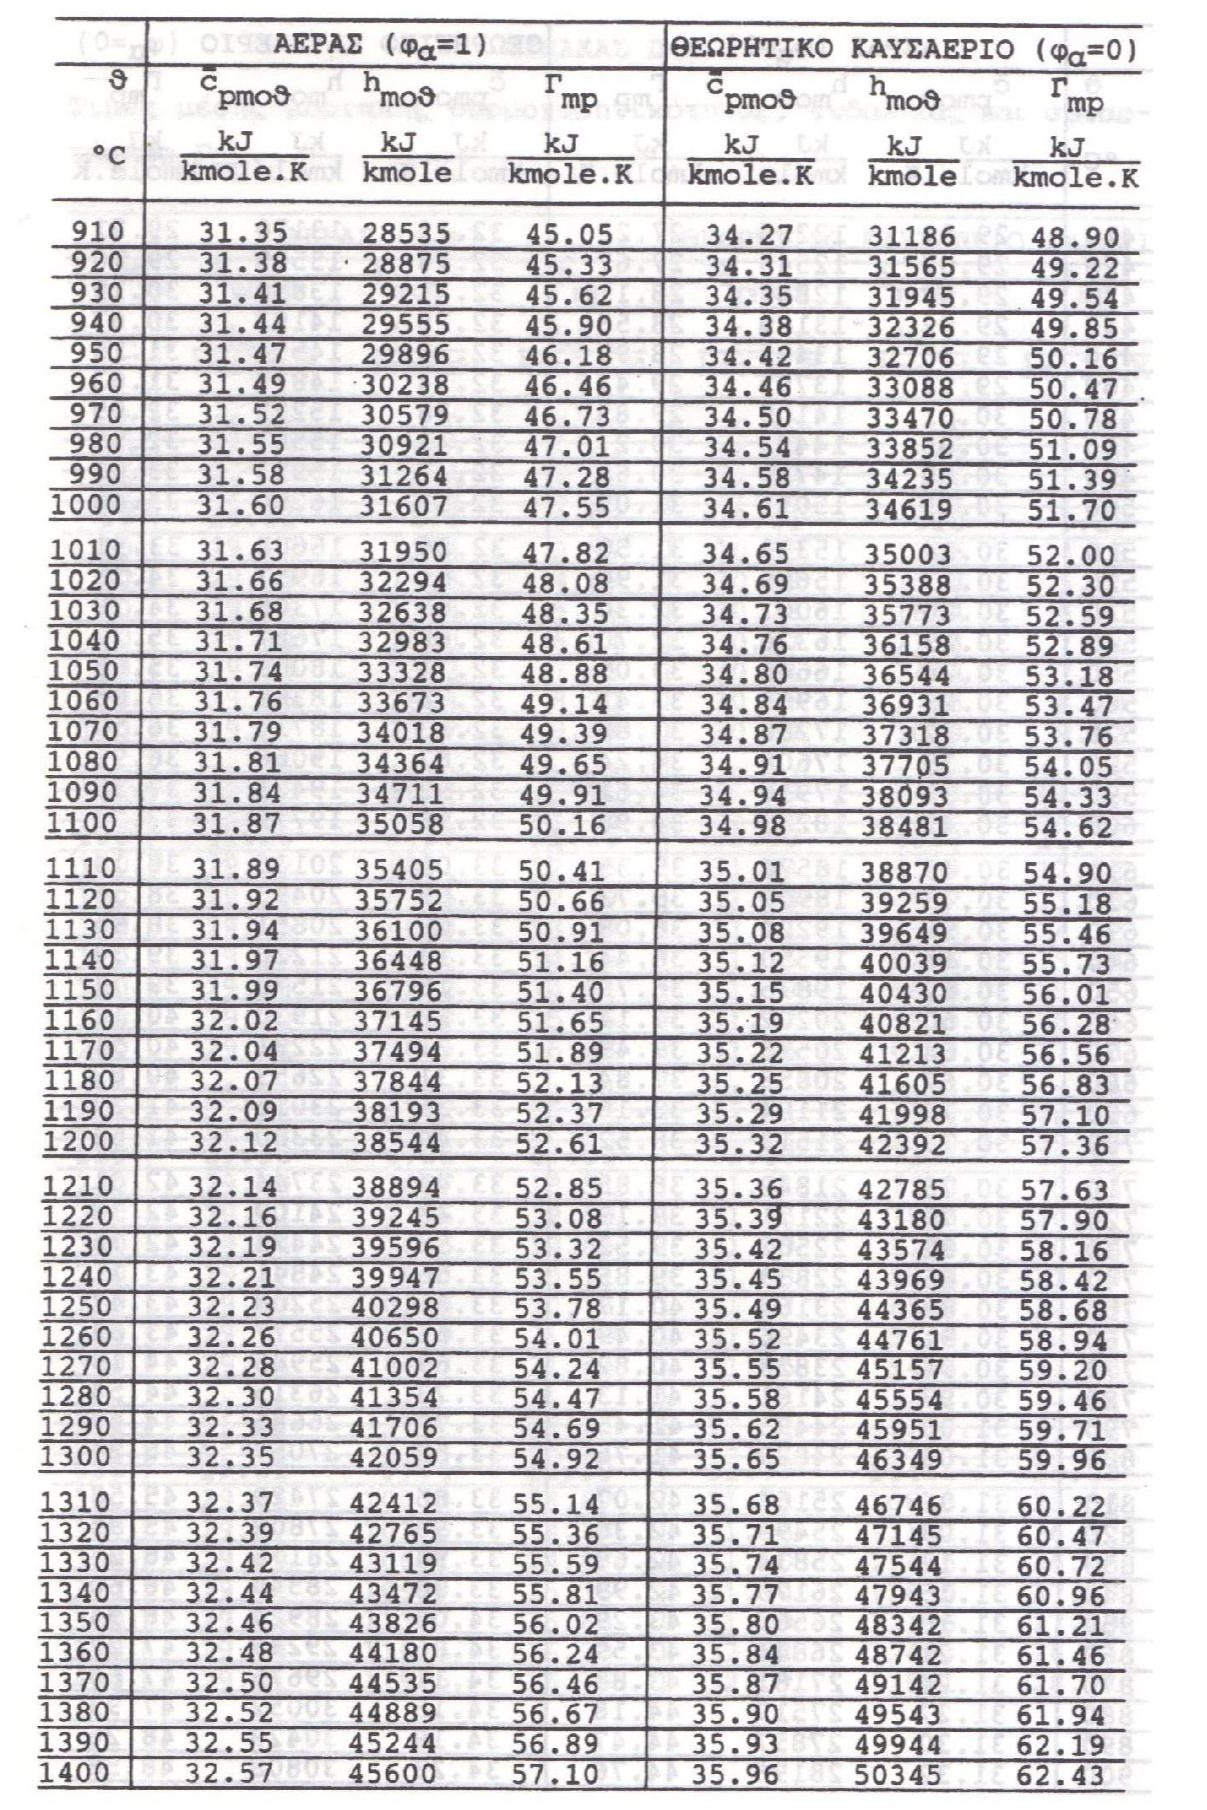 ΑΕΡΑΣ (φα=1) ΘΕΩΡΗΤΙΚΟ ΚΑΥΣΑΕΡΙΟ (φα=0)
ϑ c̄pmoϑ hmoϑ Γmp c̄pmoϑ hmoϑ Γmp
°C kJ/kmole.K kJ/kmole kJ/kmole.K kJ/kmole.K kJ/kmole kJ/kmole.K
910 31.35 28535 45.05 34.27 31186 48.90
920 31.38 28875 45.33 34.31 31565 49.22
930 31.41 29215 45.62 34.35 31945 49.54
940 31.44 29555 45.90 34.38 32326 49.85
950 31.47 29896 46.18 34.42 32706 50.16
960 31.49 30238 46.46 34.46 33088 50.47
970 31.52 30579 46.73 34.50 33470 50.78
980 31.55 30921 47.01 34.54 33852 51.09
990 31.58 31264 47.28 34.58 34235 51.39
1000 31.60 31607 47.55 34.61 34619 51.70
1010 31.63 31950 47.82 34.65 35003 52.00
1020 31.66 32294 48.08 34.69 35388 52.30
1030 31.68 32638 48.35 34.73 35773 52.59
1040 31.71 32983 48.61 34.76 36158 52.89
1050 31.74 33328 48.88 34.80 36544 53.18
1060 31.76 33673 49.14 34.84 36931 53.47
1070 31.79 34018 49.39 34.87 37318 53.76
1080 31.81 34364 49.65 34.91 37705 54.05
1090 31.84 34711 49.91 34.94 38093 54.33
1100 31.87 35058 50.16 34.98 38481 54.62
1110 31.89 35405 50.41 35.01 38870 54.90
1120 31.92 35752 50.66 35.05 39259 55.18
1130 31.94 36100 50.91 35.08 39649 55.46
1140 31.97 36448 51.16 35.12 40039 55.73
1150 31.99 36796 51.40 35.15 40430 56.01
1160 32.02 37145 51.65 35.19 40821 56.28
1170 32.04 37494 51.89 35.22 41213 56.56
1180 32.07 37844 52.13 35.25 41605 56.83
1190 32.09 38193 52.37 35.29 41998 57.10
1200 32.12 38544 52.61 35.32 42392 57.36
1210 32.14 38894 52.85 35.36 42785 57.63
1220 32.16 39245 53.08 35.39 43180 57.90
1230 32.19 39596 53.32 35.42 43574 58.16
1240 32.21 39947 53.55 35.45 43969 58.42
1250 32.23 40298 53.78 35.49 44365 58.68
1260 32.26 40650 54.01 35.52 44761 58.94
1270 32.28 41002 54.24 35.55 45157 59.20
1280 32.30 41354 54.47 35.58 45554 59.46
1290 32.33 41706 54.69 35.62 45951 59.71
1300 32.35 42059 54.92 35.65 46349 59.96
1310 32.37 42412 55.14 35.68 46746 60.22
1320 32.39 42765 55.36 35.71 47145 60.47
1330 32.42 43119 55.59 35.74 47544 60.72
1340 32.44 43472 55.81 35.77 47943 60.96
1350 32.46 43826 56.02 35.80 48342 61.21
1360 32.48 44180 56.24 35.84 48742 61.46
1370 32.50 44535 56.46 35.87 49142 61.70
1380 32.52 44889 56.67 35.90 49543 61.94
1390 32.55 45244 56.89 35.93 49944 62.19
1400 32.57 45600 57.10 35.96 50345 62.43